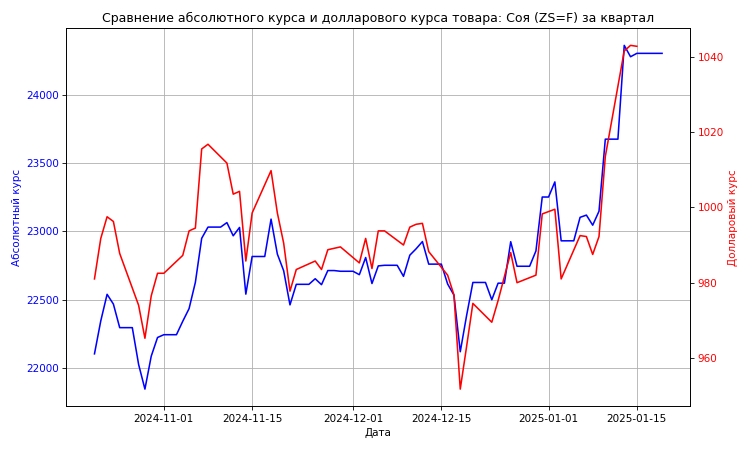 Сравнение абсолютного курса и долларового курса товара: Соя (ZS=F) за квартал
Абсолютный курс
24000
23500
23000
22500
22000
1040
1020
1000
980
960
Долларовый курс
2024-11-01 2024-11-15 2024-12-01 2024-12-15 2025-01-01 2025-01-15
Дата